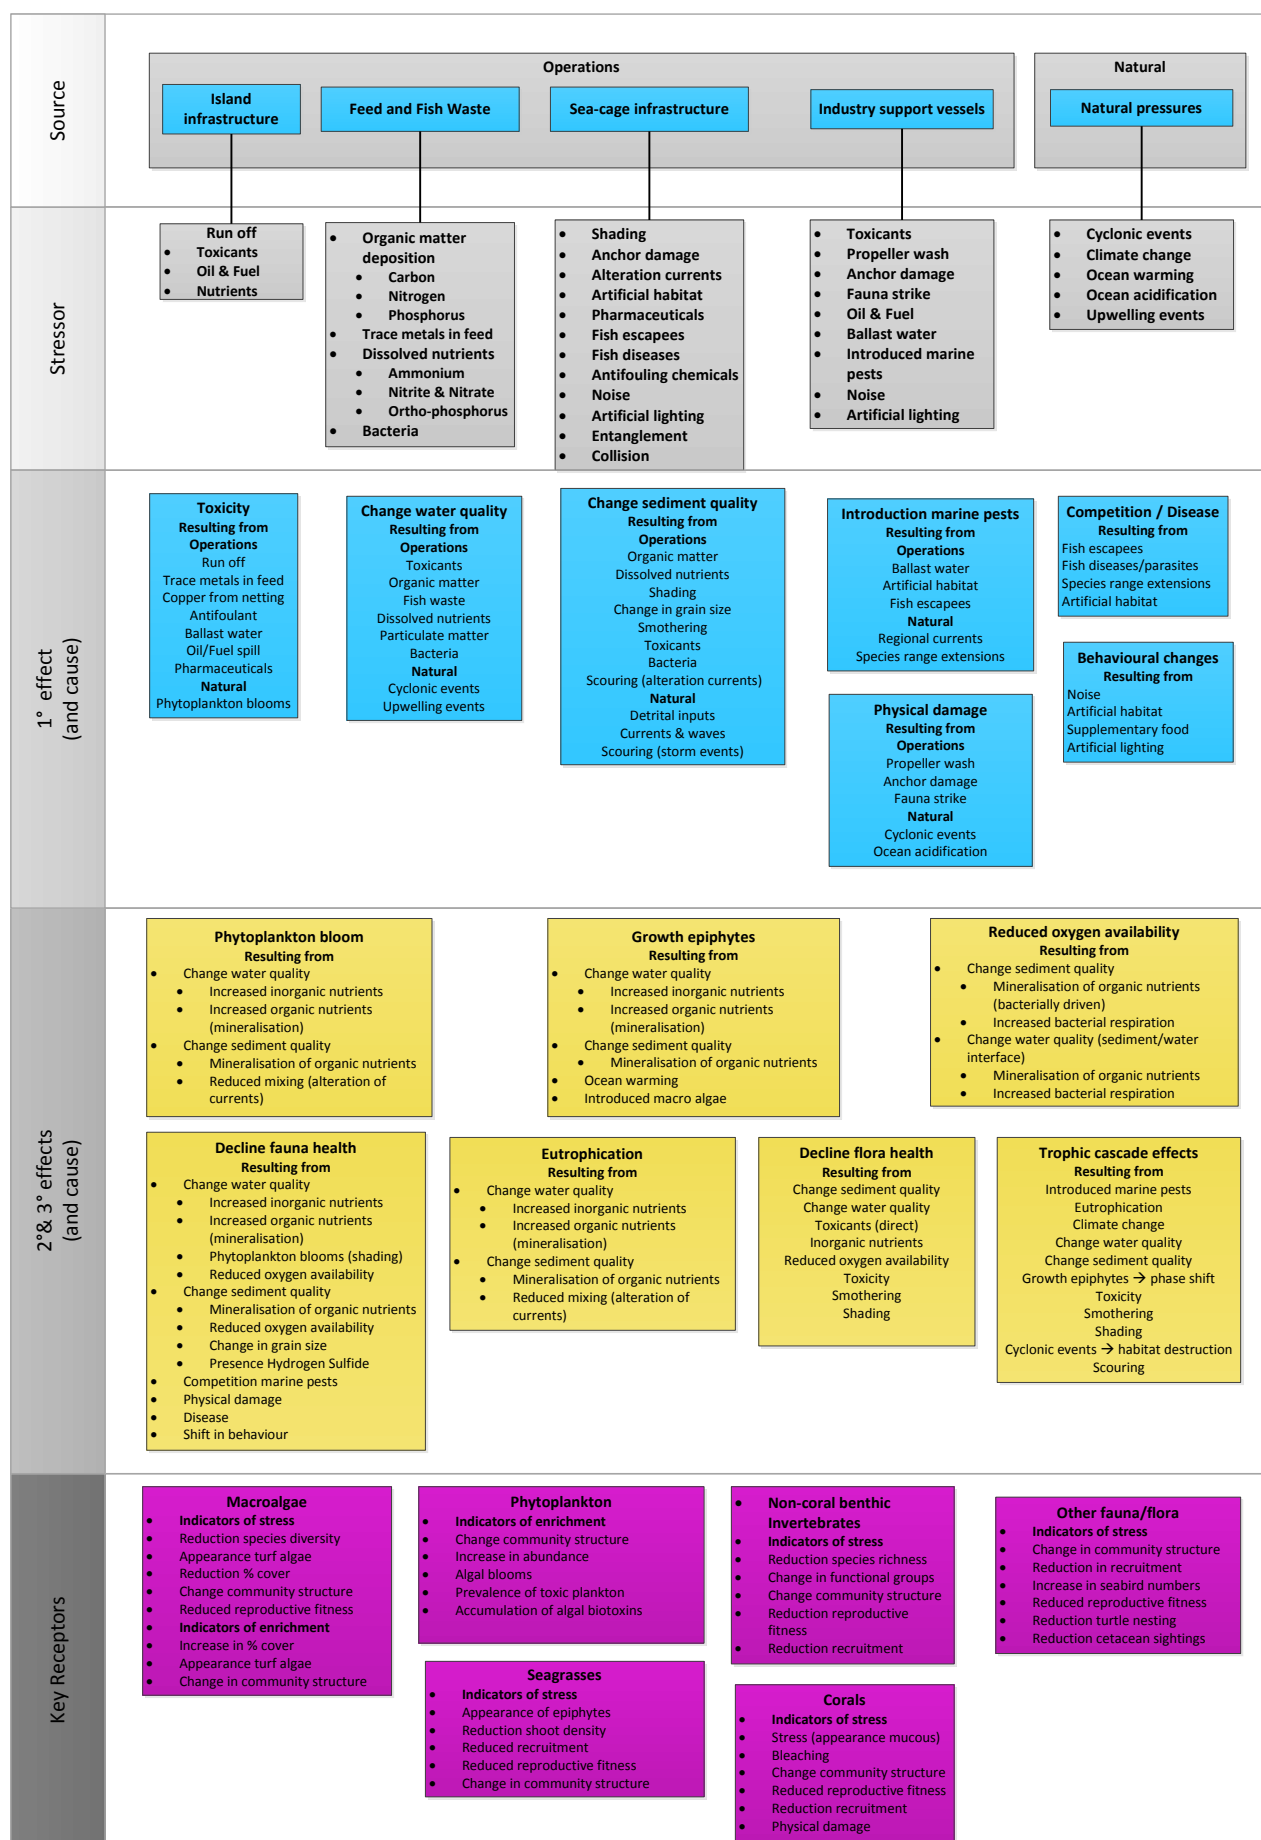 Source
Operations
Natural
Island
infrastructure
Feed and Fish Waste
Sea-cage infrastructure
Industry support vessels
Natural pressures
Stressor
Run off
• Toxicants
• Oil & Fuel
• Nutrients
• Organic matter
deposition
• Carbon
• Nitrogen
• Phosphorus
• Trace metals in feed
• Dissolved nutrients
• Ammonium
• Nitrite & Nitrate
• Ortho-phosphorus
• Bacteria
• Shading
• Anchor damage
• Alteration currents
• Artificial habitat
• Pharmaceuticals
• Fish escapees
• Fish diseases
• Antifouling chemicals
• Noise
• Artificial lighting
• Entanglement
• Collision
• Toxicants
• Propeller wash
• Anchor damage
• Fauna strike
• Oil & Fuel
• Ballast water
• Introduced marine
pests
• Noise
• Artificial lighting
• Cyclonic events
• Climate change
• Ocean warming
• Ocean acidification
• Upwelling events
1° effect
(and cause)
Toxicity
Resulting from
Operations
Run off
Trace metals in feed
Copper from netting
Antifoulant
Ballast water
Oil/Fuel spill
Pharmaceuticals
Natural
Phytoplankton blooms
Change water quality
Resulting from
Operations
Toxicants
Organic matter
Fish waste
Dissolved nutrients
Particulate matter
Bacteria
Natural
Cyclonic events
Upwelling events
Change sediment quality
Resulting from
Operations
Organic matter
Dissolved nutrients
Shading
Change in grain size
Smothering
Toxicants
Bacteria
Scouring (alteration currents)
Natural
Detrital inputs
Currents & waves
Scouring (storm events)
Introduction marine pests
Resulting from
Operations
Ballast water
Artificial habitat
Fish escapees
Natural
Regional currents
Species range extensions
Physical damage
Resulting from
Operations
Propeller wash
Anchor damage
Fauna strike
Natural
Cyclonic events
Ocean acidification
Competition / Disease
Resulting from
Fish escapees
Fish diseases/parasites
Species range extensions
Artificial habitat
Behavioural changes
Resulting from
Noise
Artificial habitat
Supplementary food
Artificial lighting
2°& 3° effects
(and cause)
Phytoplankton bloom
Resulting from
• Change water quality
• Increased inorganic nutrients
• Increased organic nutrients
(mineralisation)
• Change sediment quality
• Mineralisation of organic nutrients
• Reduced mixing (alteration of
currents)
Growth epiphytes
Resulting from
• Change water quality
• Increased inorganic nutrients
• Increased organic nutrients
(mineralisation)
• Change sediment quality
• Mineralisation of organic nutrients
• Ocean warming
• Introduced macro algae
Reduced oxygen availability
Resulting from
• Change sediment quality
• Mineralisation of organic nutrients
(bacterially driven)
• Increased bacterial respiration
• Change water quality (sediment/water
interface)
• Mineralisation of organic nutrients
• Increased bacterial respiration
Decline fauna health
Resulting from
• Change water quality
• Increased inorganic nutrients
• Increased organic nutrients
(mineralisation)
• Phytoplankton blooms (shading)
• Reduced oxygen availability
• Change sediment quality
• Mineralisation of organic nutrients
• Reduced oxygen availability
• Change in grain size
• Presence Hydrogen Sulfide
• Competition marine pests
• Physical damage
• Disease
• Shift in behaviour
Eutrophication
Resulting from
• Change water quality
• Increased inorganic nutrients
• Increased organic nutrients
(mineralisation)
• Change sediment quality
• Mineralisation of organic nutrients
• Reduced mixing (alteration of
currents)
Decline flora health
Resulting from
Change sediment quality
Change water quality
Toxicants (direct)
Inorganic nutrients
Reduced oxygen availability
Toxicity
Smothering
Shading
Trophic cascade effects
Resulting from
Introduced marine pests
Eutrophication
Climate change
Change water quality
Change sediment quality
Growth epiphytes → phase shift
Toxicity
Smothering
Shading
Cyclonic events → habitat destruction
Scouring
Key Receptors
Macroalgae
• Indicators of stress
• Reduction species diversity
• Appearance turf algae
• Reduction % cover
• Change community structure
• Reduced reproductive fitness
• Indicators of enrichment
• Increase in % cover
• Appearance turf algae
• Change in community structure
Phytoplankton
• Indicators of enrichment
• Change community structure
• Increase in abundance
• Algal blooms
• Prevalence of toxic plankton
• Accumulation of algal biotoxins
• Non-coral benthic
Invertebrates
• Indicators of stress
• Reduction species richness
• Change in functional groups
• Change community structure
• Reduction reproductive
fitness
• Reduction recruitment
Other fauna/flora
• Indicators of stress
• Change in community structure
• Reduction in recruitment
• Increase in seabird numbers
• Reduced reproductive fitness
• Reduction turtle nesting
• Reduction cetacean sightings
Seagrasses
• Indicators of stress
• Appearance of epiphytes
• Reduction shoot density
• Reduced recruitment
• Reduced reproductive fitness
• Change in community structure
Corals
• Indicators of stress
• Stress (appearance mucous)
• Bleaching
• Change community structure
• Reduced reproductive fitness
• Reduction recruitment
• Physical damage